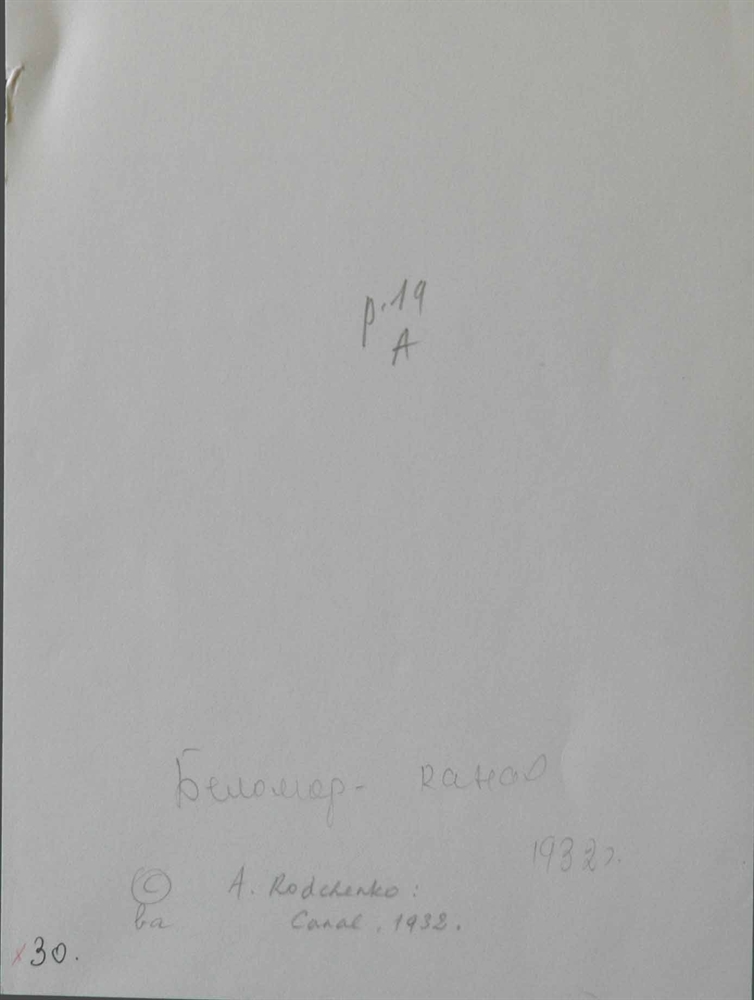 p.19
A
Беломор- канал
1932г.
© A. Rodchenko:
ba Canal. 1932.
x30.